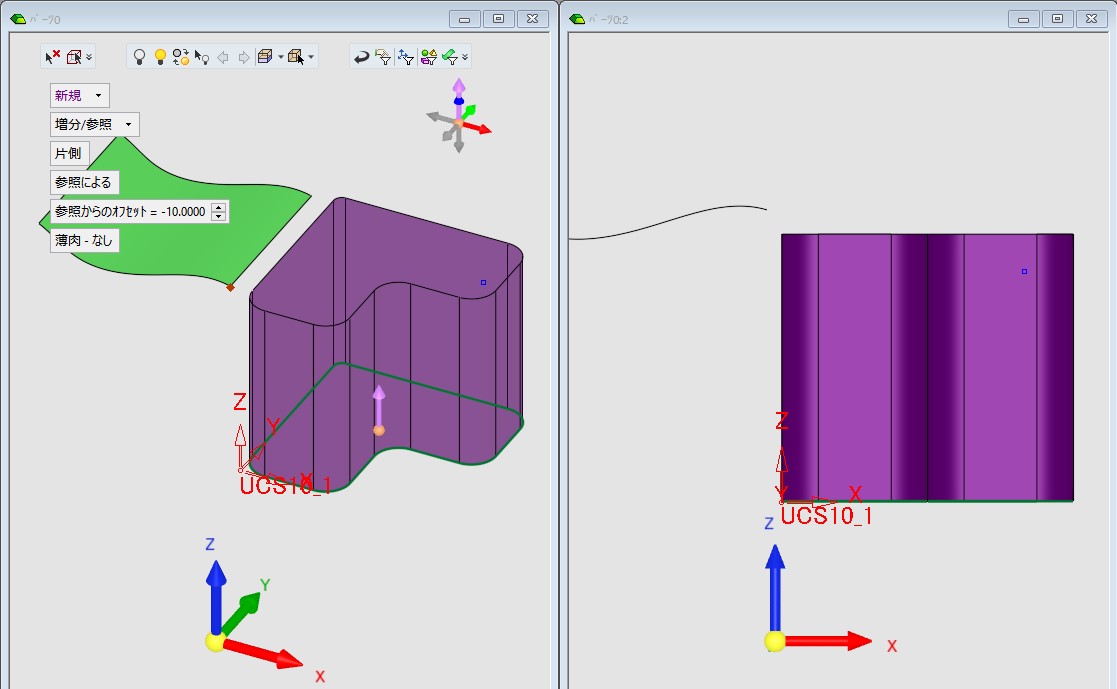 ﾊﾟｰﾂ0
ﾊﾟｰﾂ0:2
新規
増分/参照
片側
参照による
参照からのｵﾌｾｯﾄ = -10.0000
薄肉 - なし
Z
Y
X
UCS10_1
Z
Y
X
Z
Y
X
UCS10_1
Z
X